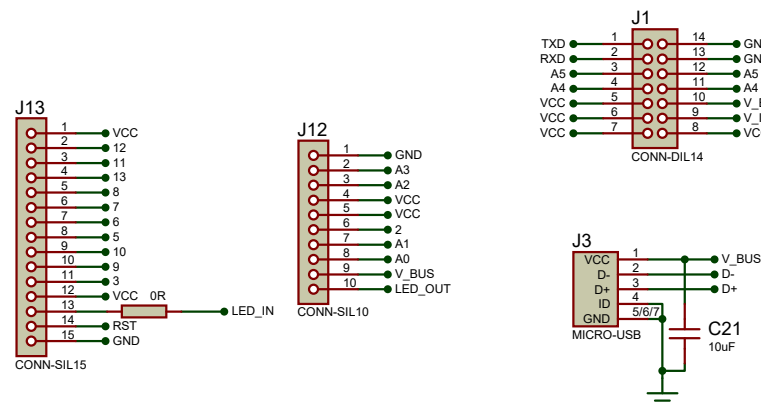 J13
1 VCC
2 12
3 11
4 13
5 8
6 7
7 6
8 5
9 10
10 9
11 3
12 VCC
13 0R LED_IN
14 RST
15 GND
CONN-SIL15
J12
1 GND
2 A3
3 A2
4 VCC
5 VCC
6 2
7 A1
8 A0
9 V_BUS
10 LED_OUT
CONN-SIL10
J1
TXD 1 14 GN
RXD 2 13 GN
A5 3 12 A5
A4 4 11 A4
VCC 5 10
VCC 6 9
VCC 7 8
CONN-DIL14
J3
VCC 1 V_BUS
D- 2 D-
D+ 3 D+
ID 4
GND 5/6/7
MICRO-USB
C21
10uF